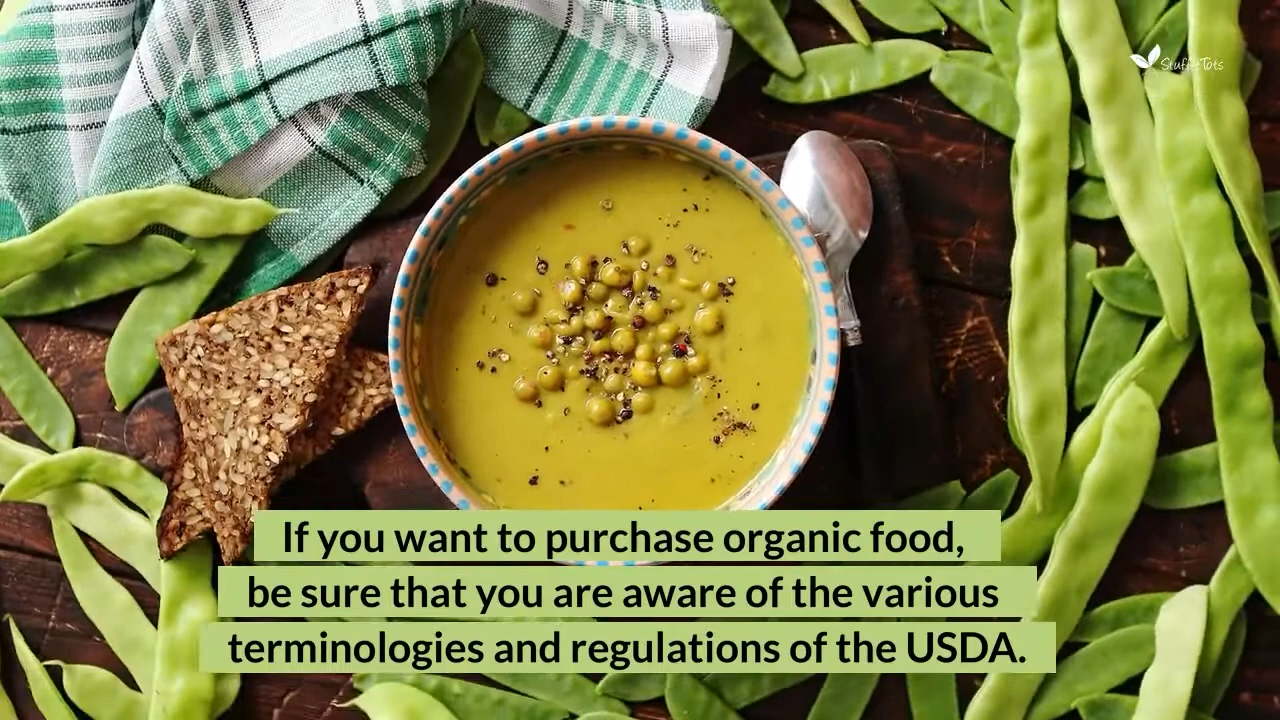 Stuff4Tots
If you want to purchase organic food,
be sure that you are aware of the various
terminologies and regulations of the USDA.